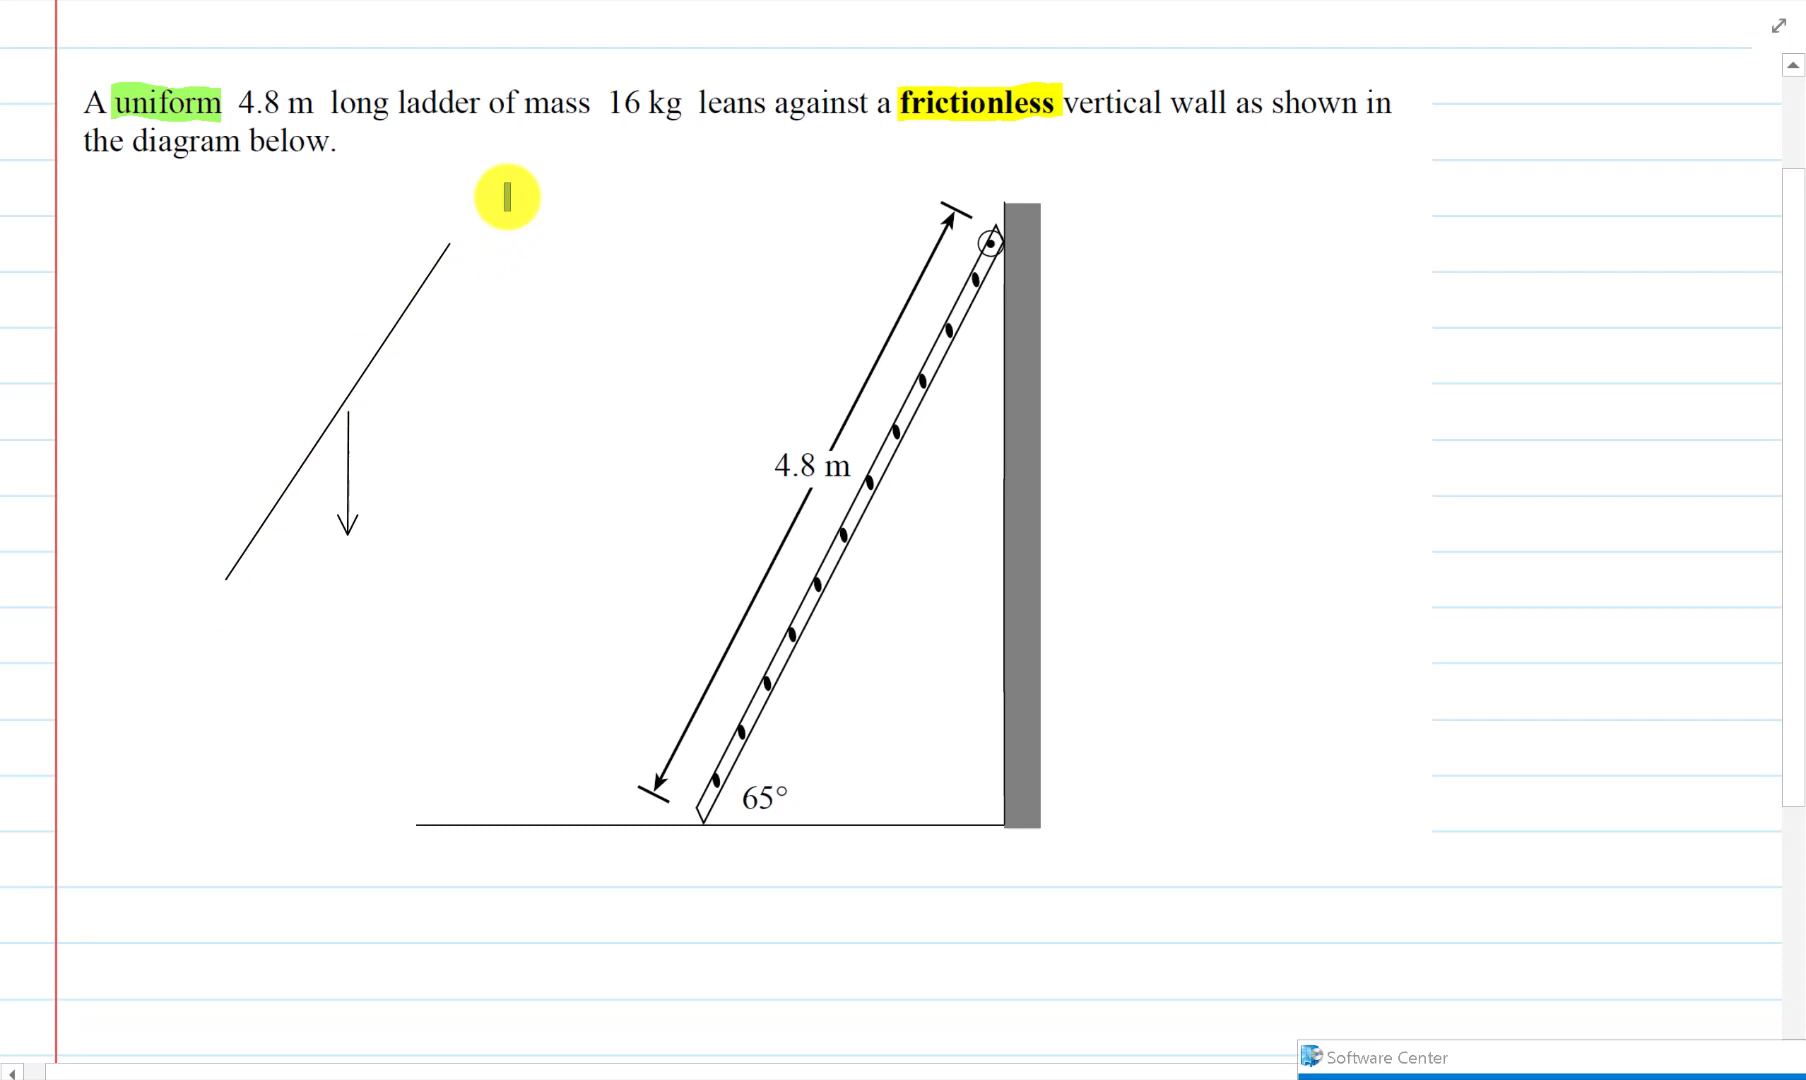 A uniform 4.8 m long ladder of mass 16 kg leans against a frictionless vertical wall as shown in
the diagram below.
4.8 m
65°
Software Center